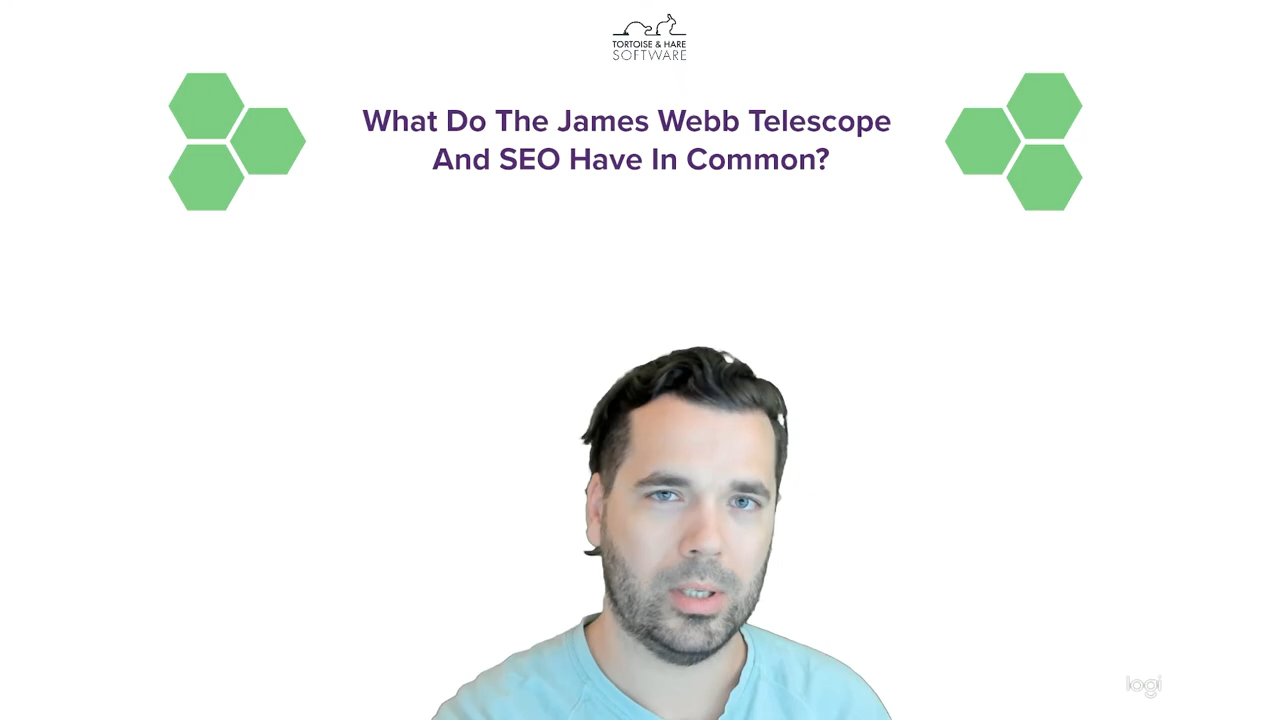 TORTOISE & HARE
SOFTWARE
What Do The James Webb Telescope
And SEO Have In Common?
logi